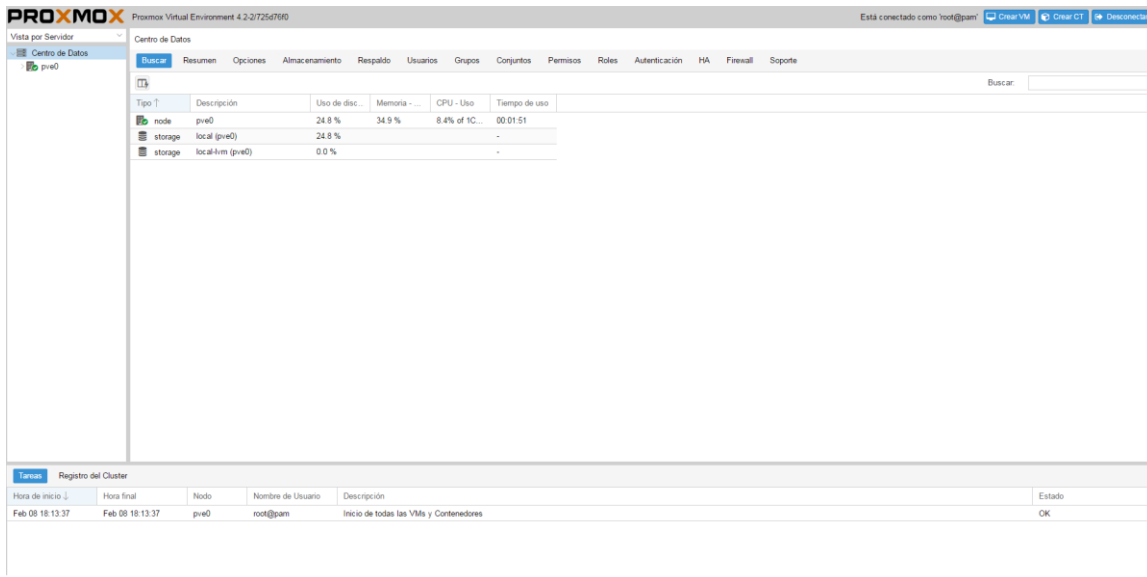 PROXMOX Proxmox Virtual Environment 4.2-2/725d76f0 Está conectado como 'root@pam' Crear VM Crear CT Desconecta
Vista por Servidor
Centro de Datos
pve0
Centro de Datos
Buscar Resumen Opciones Almacenamiento Respaldo Usuarios Grupos Conjuntos Permisos Roles Autenticación HA Firewall Soporte
Buscar:
Tipo ↑ Descripción Uso de disc... Memoria - ... CPU - Uso Tiempo de uso
node pve0 24.8 % 34.9 % 8.4% of 1C... 00:01:51
storage local (pve0) 24.8 % -
storage local-lvm (pve0) 0.0 % -
Tareas Registro del Cluster
Hora de inicio ↓ Hora final Nodo Nombre de Usuario Descripción Estado
Feb 08 18:13:37 Feb 08 18:13:37 pve0 root@pam Inicio de todas las VMs y Contenedores OK